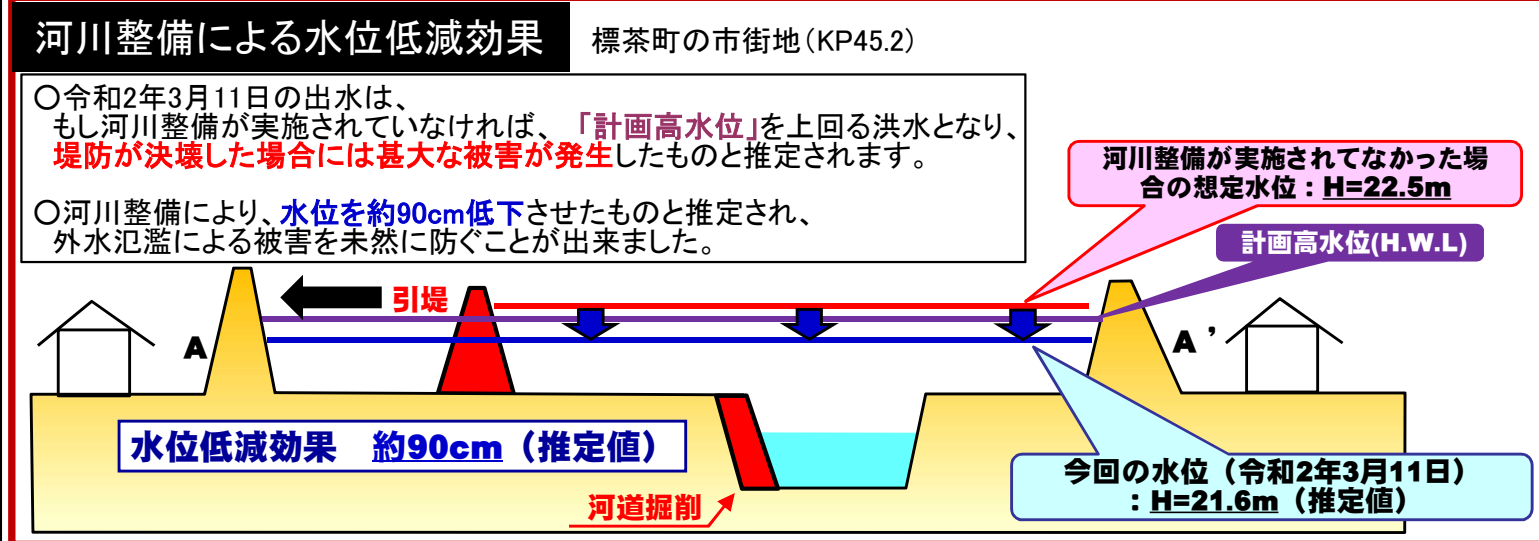 河川整備による水位低減効果
標茶町の市街地(KP45.2)
〇令和2年3月11日の出水は、
もし河川整備が実施されていなければ、「計画高水位」を上回る洪水となり、
堤防が決壊した場合には甚大な被害が発生したものと推定されます。
〇河川整備により、水位を約90cm低下させたものと推定され、
外水氾濫による被害を未然に防ぐことが出来ました。
河川整備が実施されてなかった場
合の想定水位:H=22.5m
計画高水位(H.W.L)
引堤
A
A’
水位低減効果 約90cm(推定値)
今回の水位(令和2年3月11日)
:H=21.6m(推定値)
河道掘削